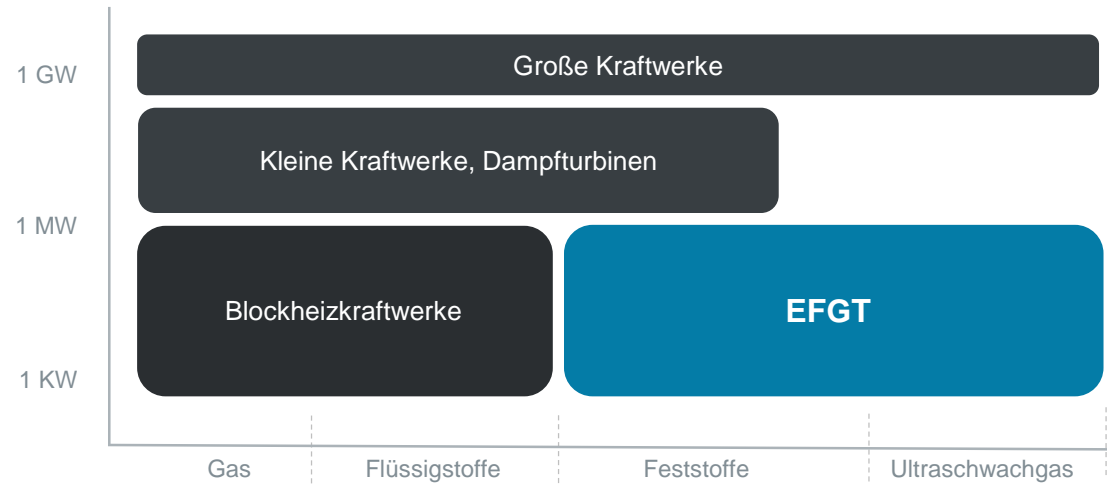 1 GW
Große Kraftwerke
Kleine Kraftwerke, Dampfturbinen
1 MW
Blockheizkraftwerke
EFGT
1 KW
Gas
Flüssigstoffe
Feststoffe
Ultraschwachgas